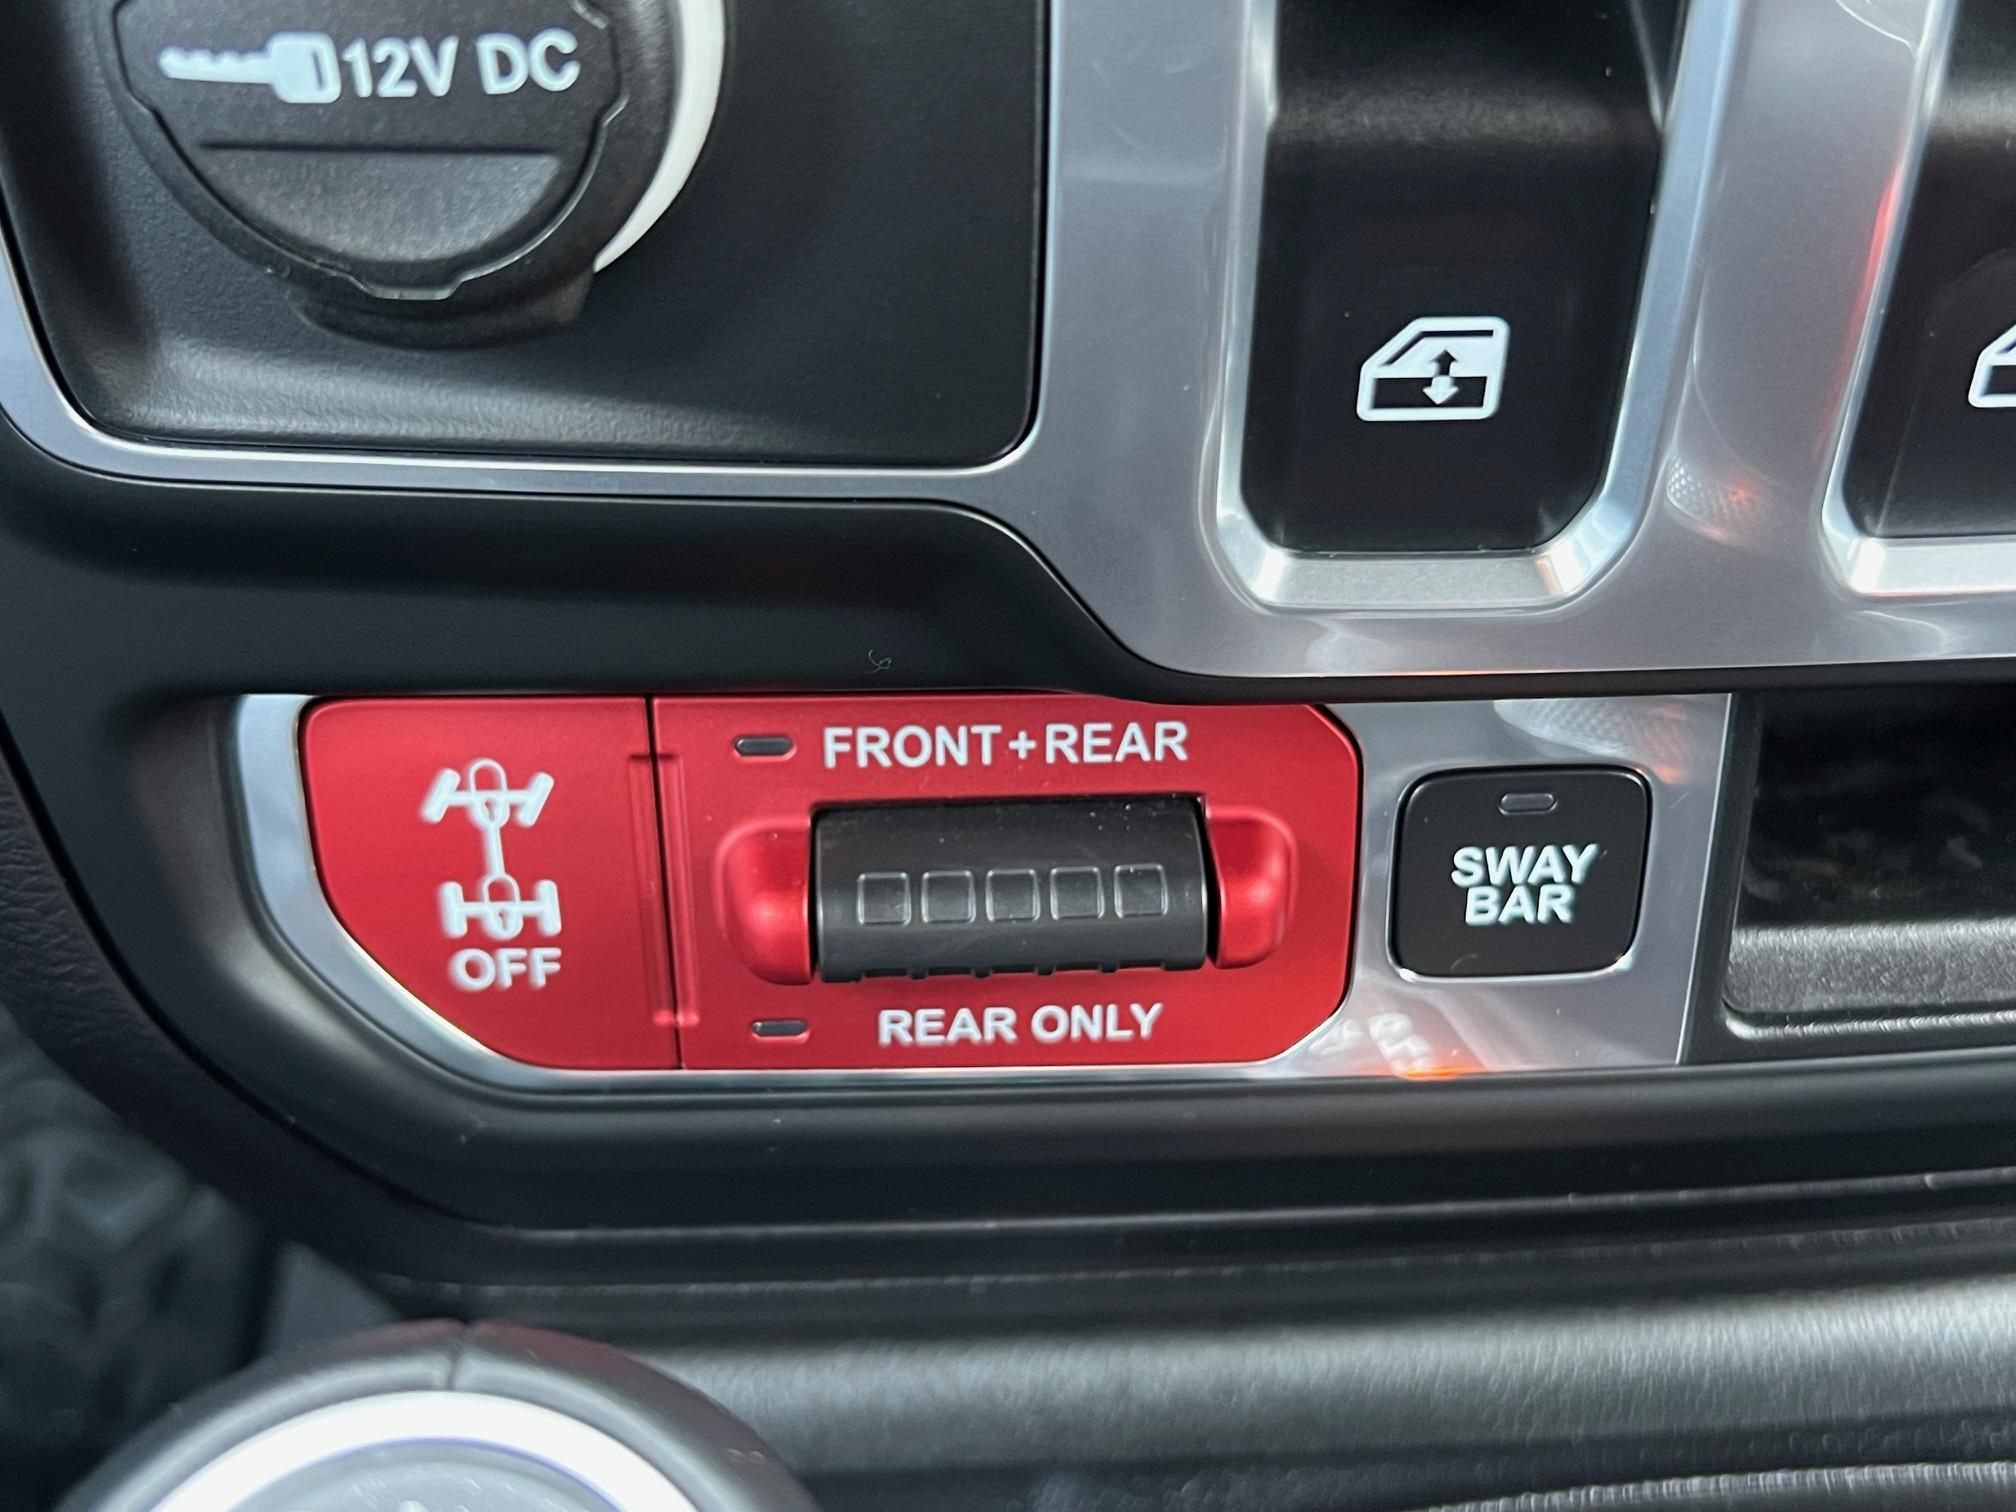 12V DC
FRONT+REAR
OFF
REAR ONLY
SWAY
BAR